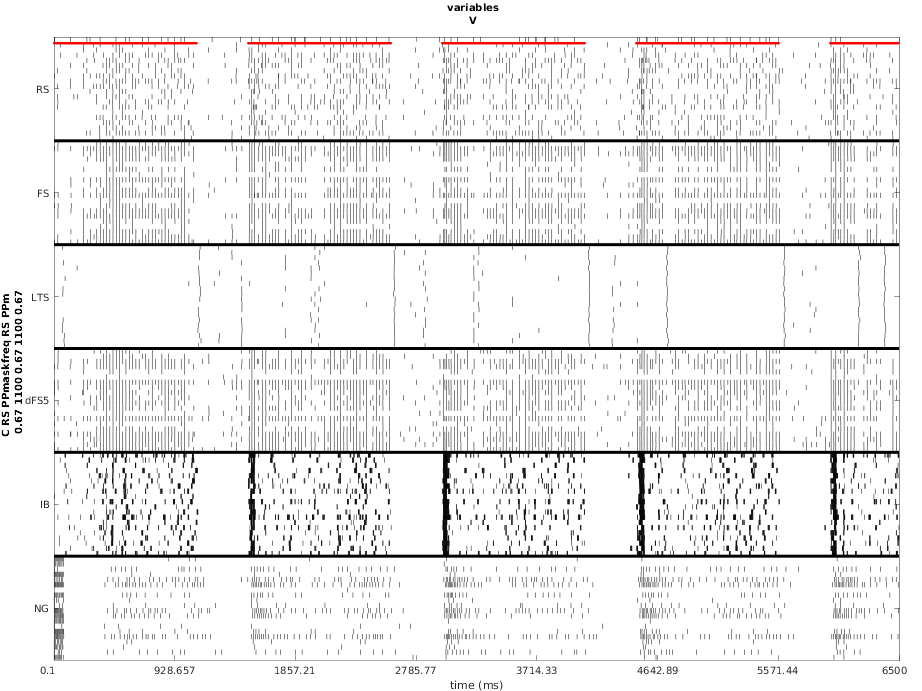 variables
V
C RS PPmaskfreq RS PPm
0.67 1100 0.67 1100 0.67
RS
FS
LTS
dFS5
IB
NG
0.1 928.657 1857.21 2785.77 3714.33 4642.89 5571.44 6500
time (ms)